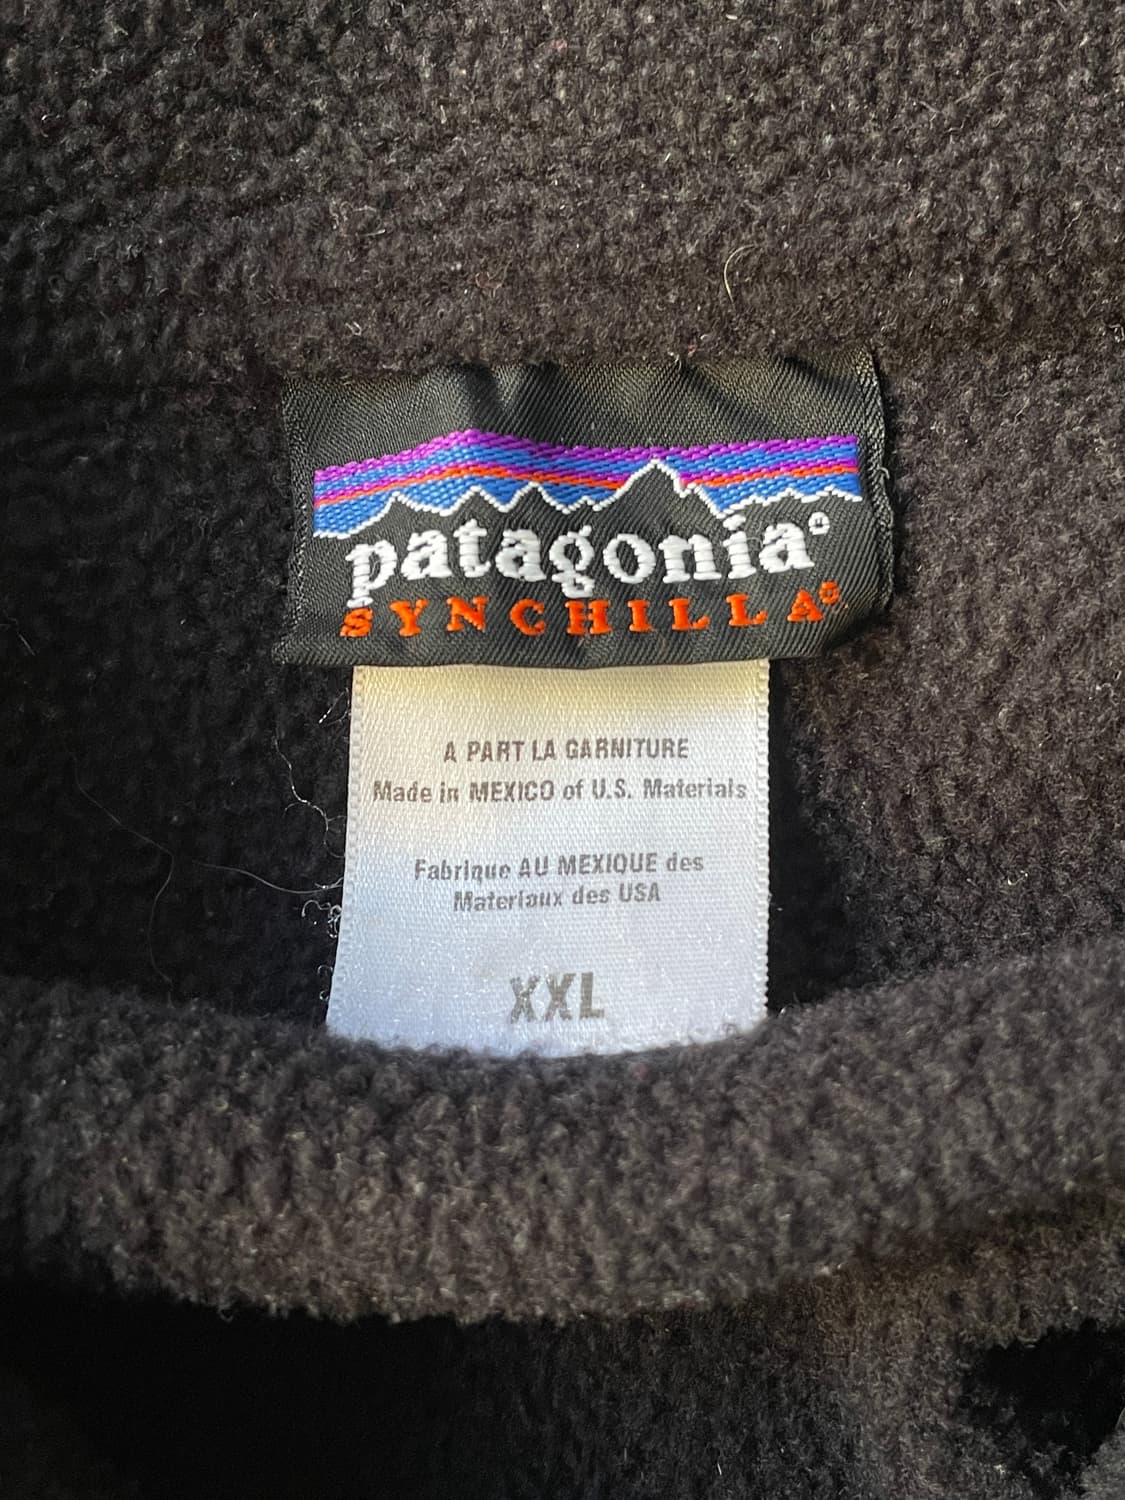 patagonia®
SYNCHILLA®
A PART LA GARNITURE
Made in MEXICO of U.S. Materials
Fabrique AU MEXIQUE des
Materiaux des USA
XXL